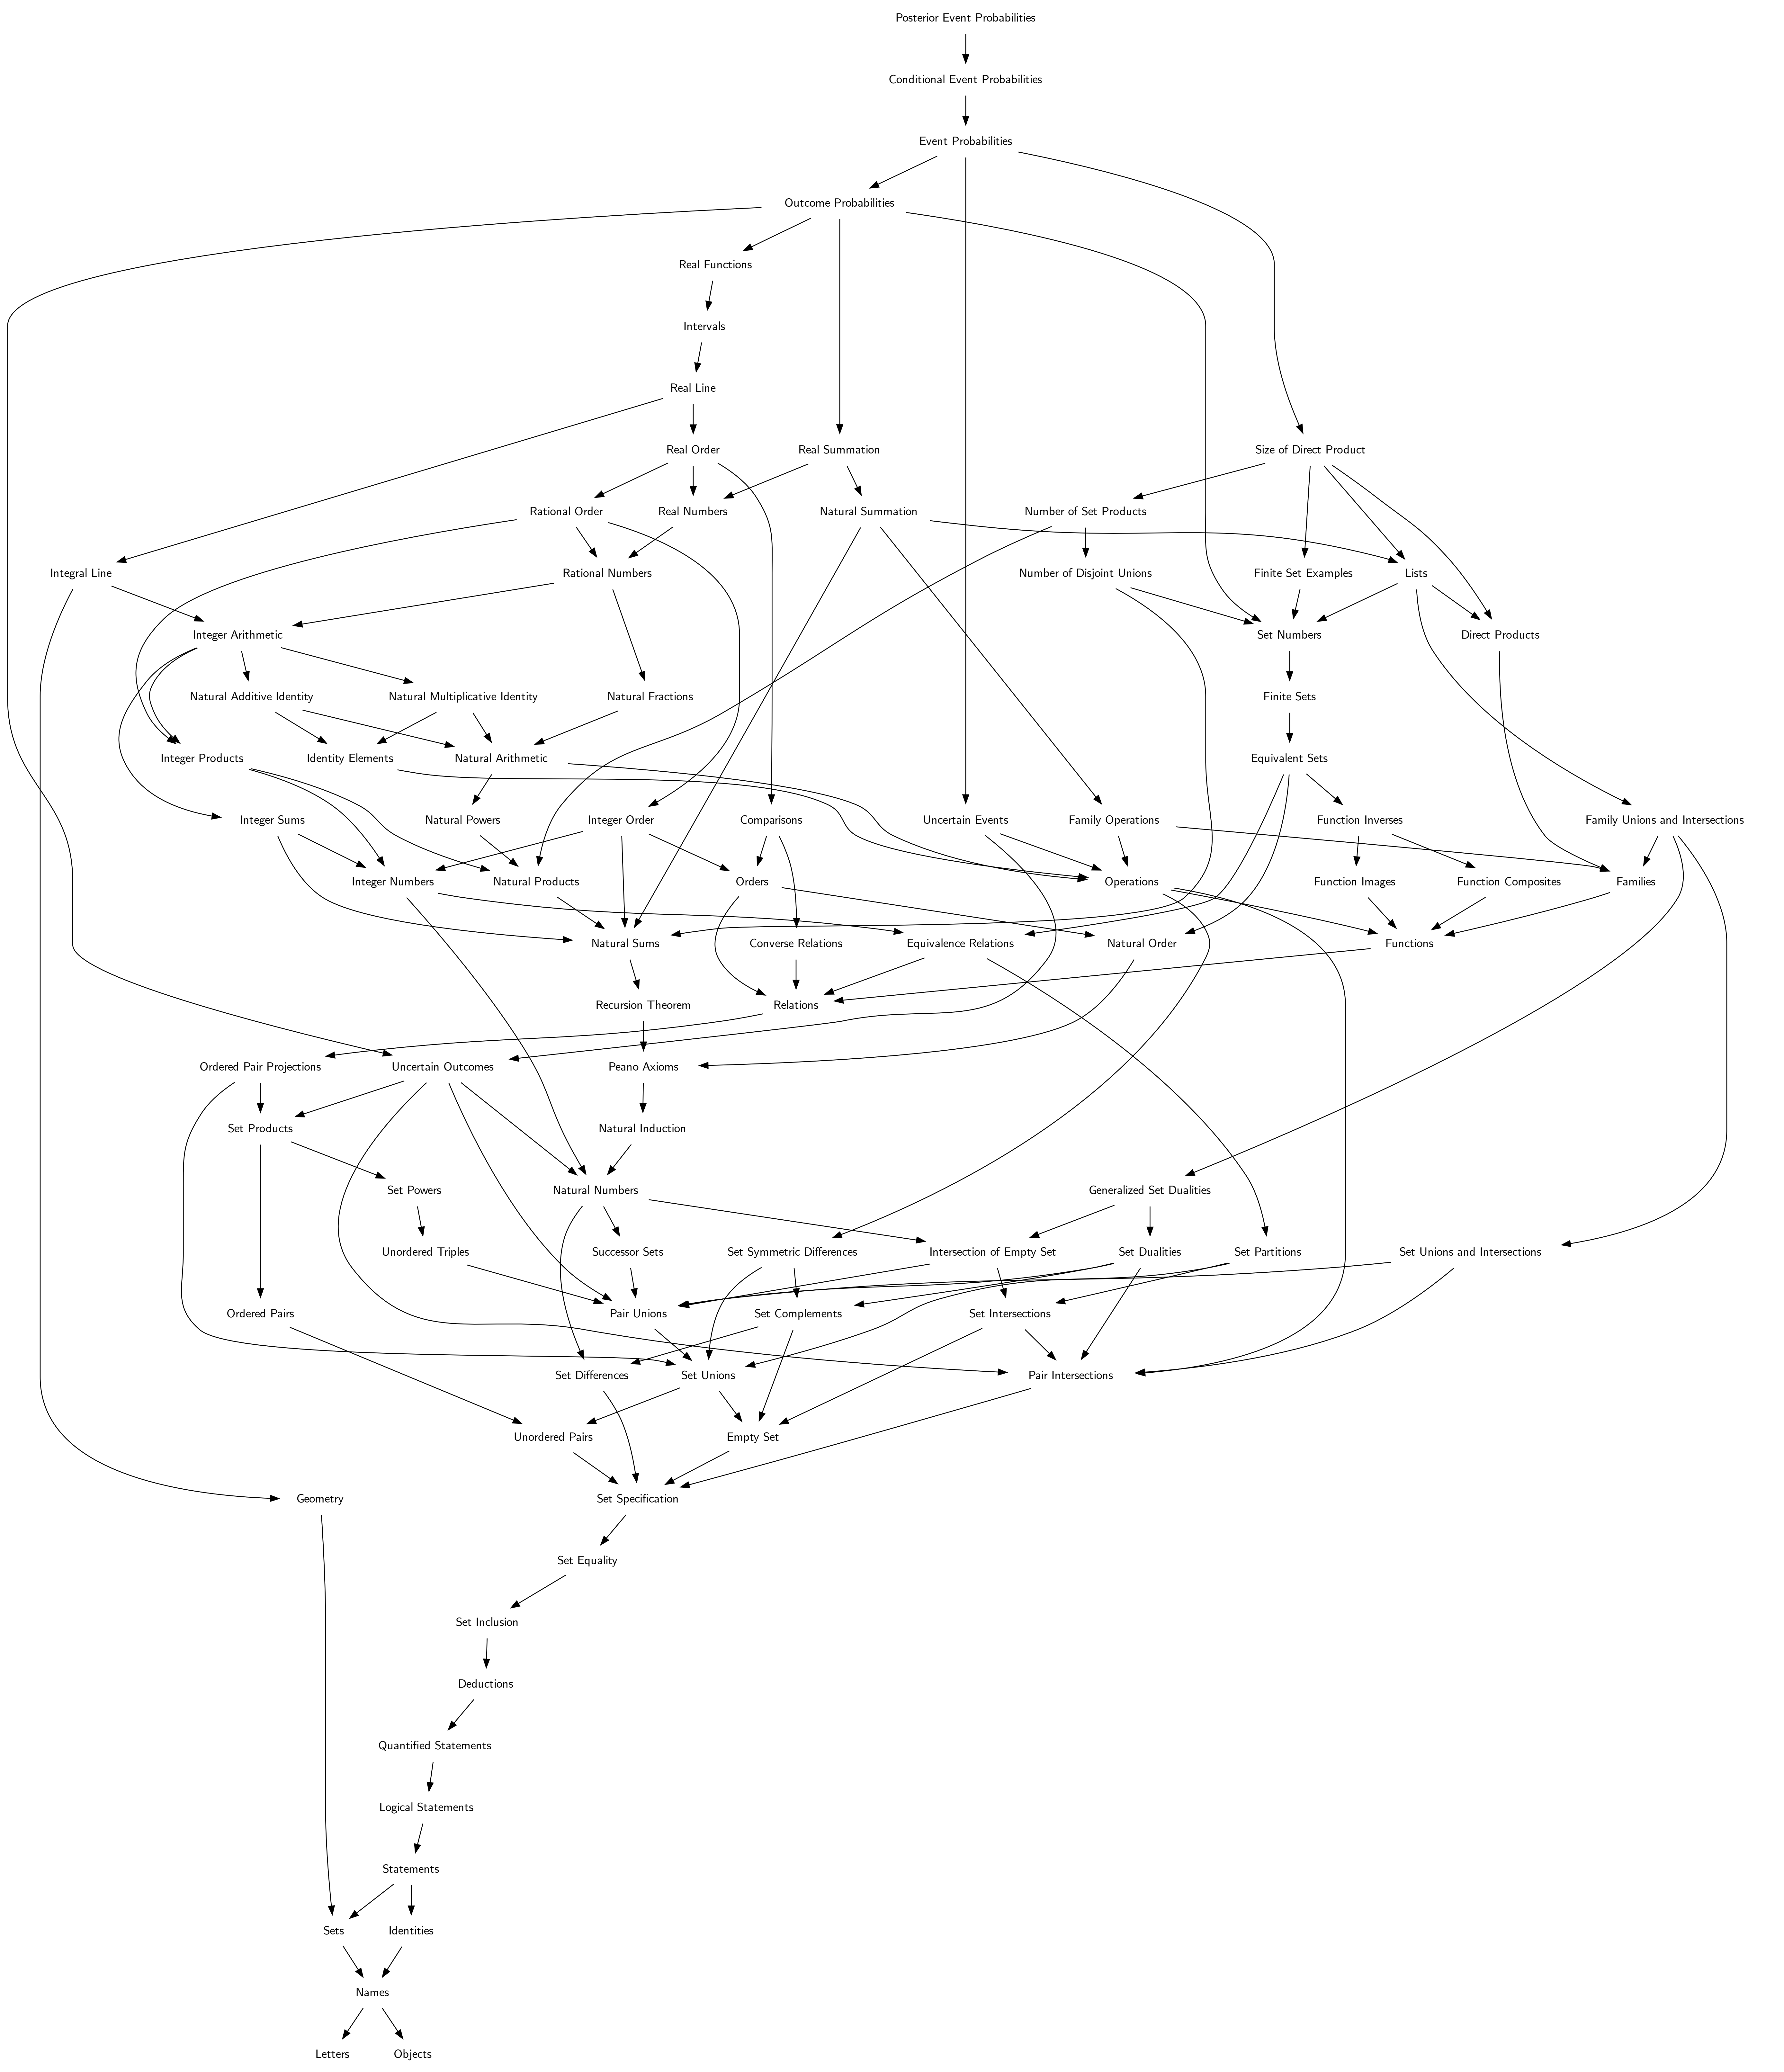 Posterior Event Probabilities
Conditional Event Probabilities
Event Probabilities
Outcome Probabilities
Real Functions
Intervals
Real Line
Real Order
Real Summation
Size of Direct Product
Rational Order
Real Numbers
Natural Summation
Number of Set Products
Integral Line
Rational Numbers
Number of Disjoint Unions
Finite Set Examples
Lists
Integer Arithmetic
Set Numbers
Direct Products
Natural Additive Identity
Natural Multiplicative Identity
Natural Fractions
Finite Sets
Integer Products
Identity Elements
Natural Arithmetic
Equivalent Sets
Integer Sums
Natural Powers
Integer Order
Comparisons
Uncertain Events
Family Operations
Function Inverses
Family Unions and Intersections
Integer Numbers
Natural Products
Orders
Operations
Function Images
Function Composites
Families
Natural Sums
Converse Relations
Equivalence Relations
Natural Order
Functions
Recursion Theorem
Relations
Ordered Pair Projections
Uncertain Outcomes
Peano Axioms
Set Products
Natural Induction
Set Powers
Natural Numbers
Generalized Set Dualities
Unordered Triples
Successor Sets
Set Symmetric Differences
Intersection of Empty Set
Set Dualities
Set Partitions
Set Unions and Intersections
Ordered Pairs
Pair Unions
Set Complements
Set Intersections
Set Differences
Set Unions
Pair Intersections
Unordered Pairs
Empty Set
Geometry
Set Specification
Set Equality
Set Inclusion
Deductions
Quantified Statements
Logical Statements
Statements
Sets
Identities
Names
Letters
Objects